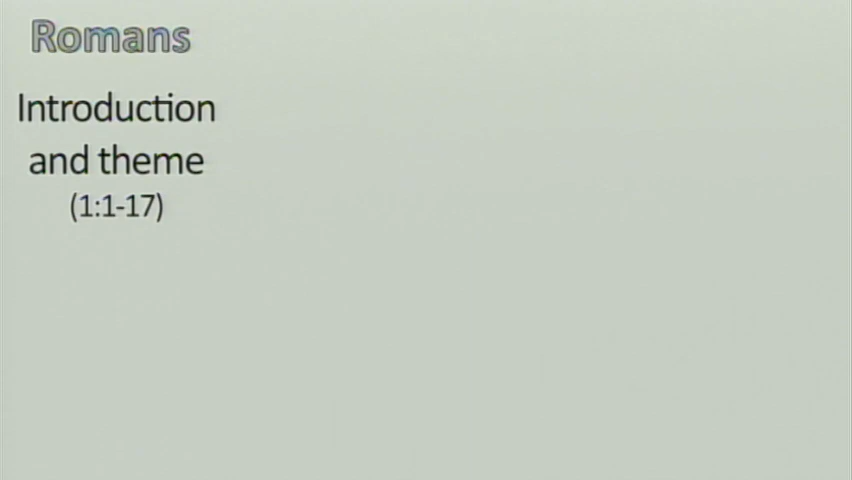 Romans
Introduction
and theme
(1:1-17)